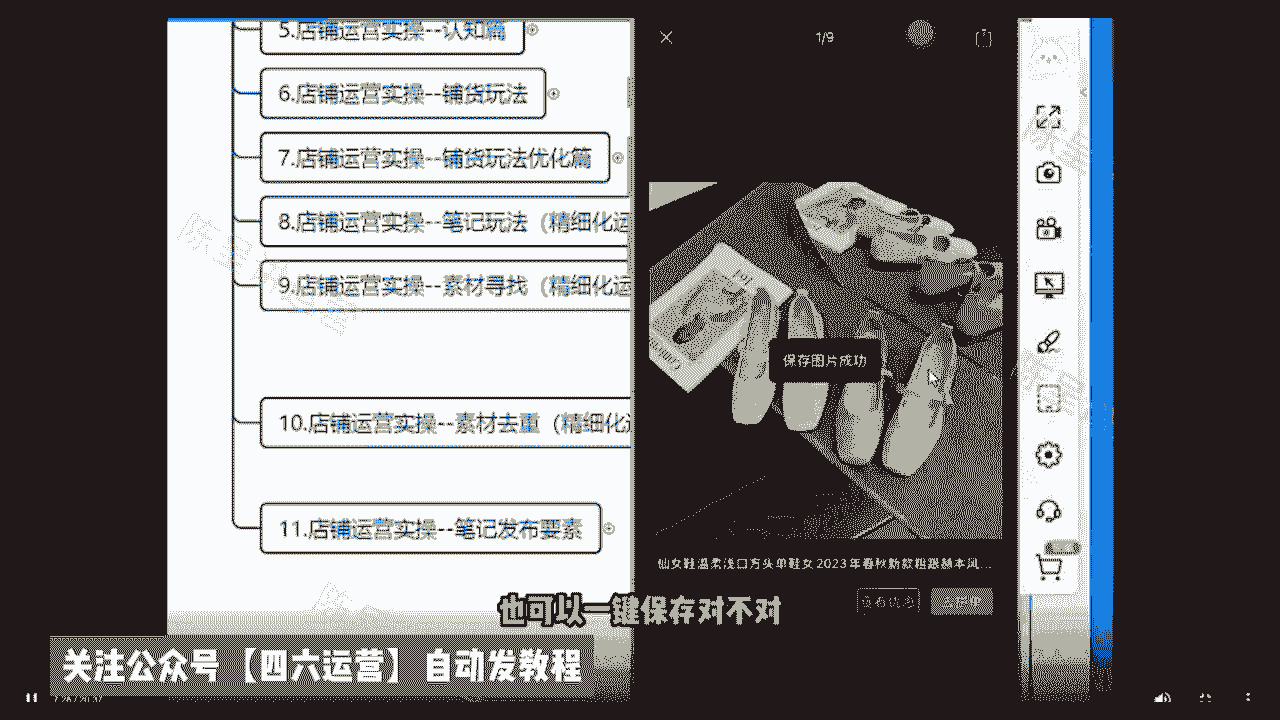 5.店铺运营实操--认知篇
6.店铺运营实操--铺货玩法
7.店铺运营实操--铺货玩法优化篇
8.店铺运营实操--笔记玩法（精细化运
9.店铺运营实操--素材寻找（精细化运
10.店铺运营实操--素材去重（精细化运
11.店铺运营实操--笔记发布要素
1/9
保存图片成功
仙女鞋温柔浅口方头单鞋女2023年春秋新款粗跟赫本风...
也可以一键保存对不对
关注公众号【四六运营】自动发教程